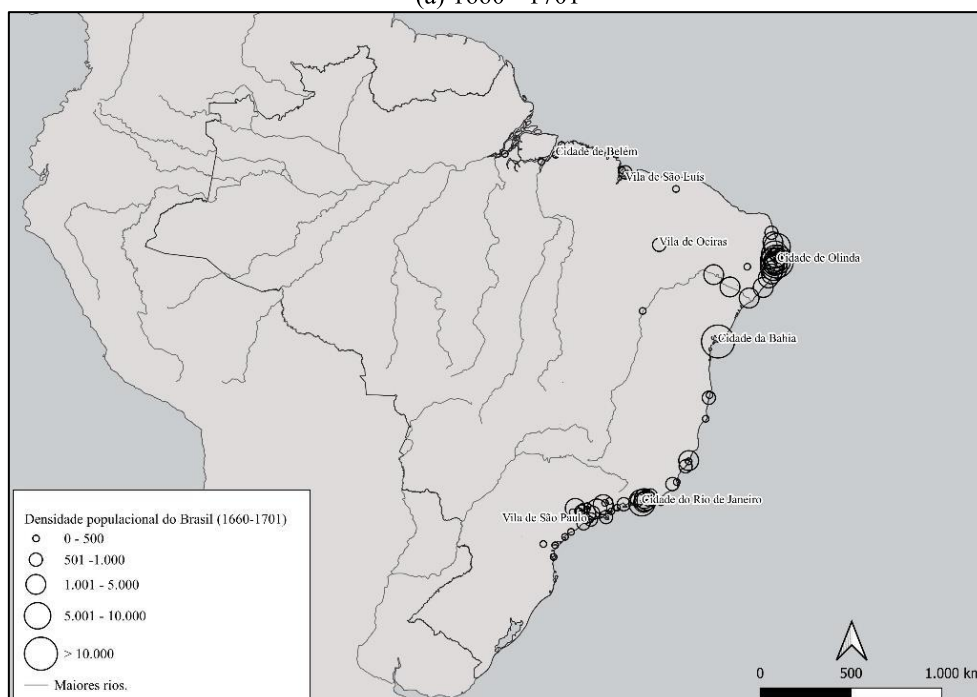 (a) 1660 - 1701
Cidade de Belém
Vila de São Luís
Vila de Oeiras
Cidade de Olinda
Cidade da Bahia
Cidade do Rio de Janeiro
Vila de São Paulo
Densidade populacional do Brasil (1660-1701)
0 - 500
501 -1.000
1.001 - 5.000
5.001 - 10.000
> 10.000
Maiores rios.
0 500 1.000 km